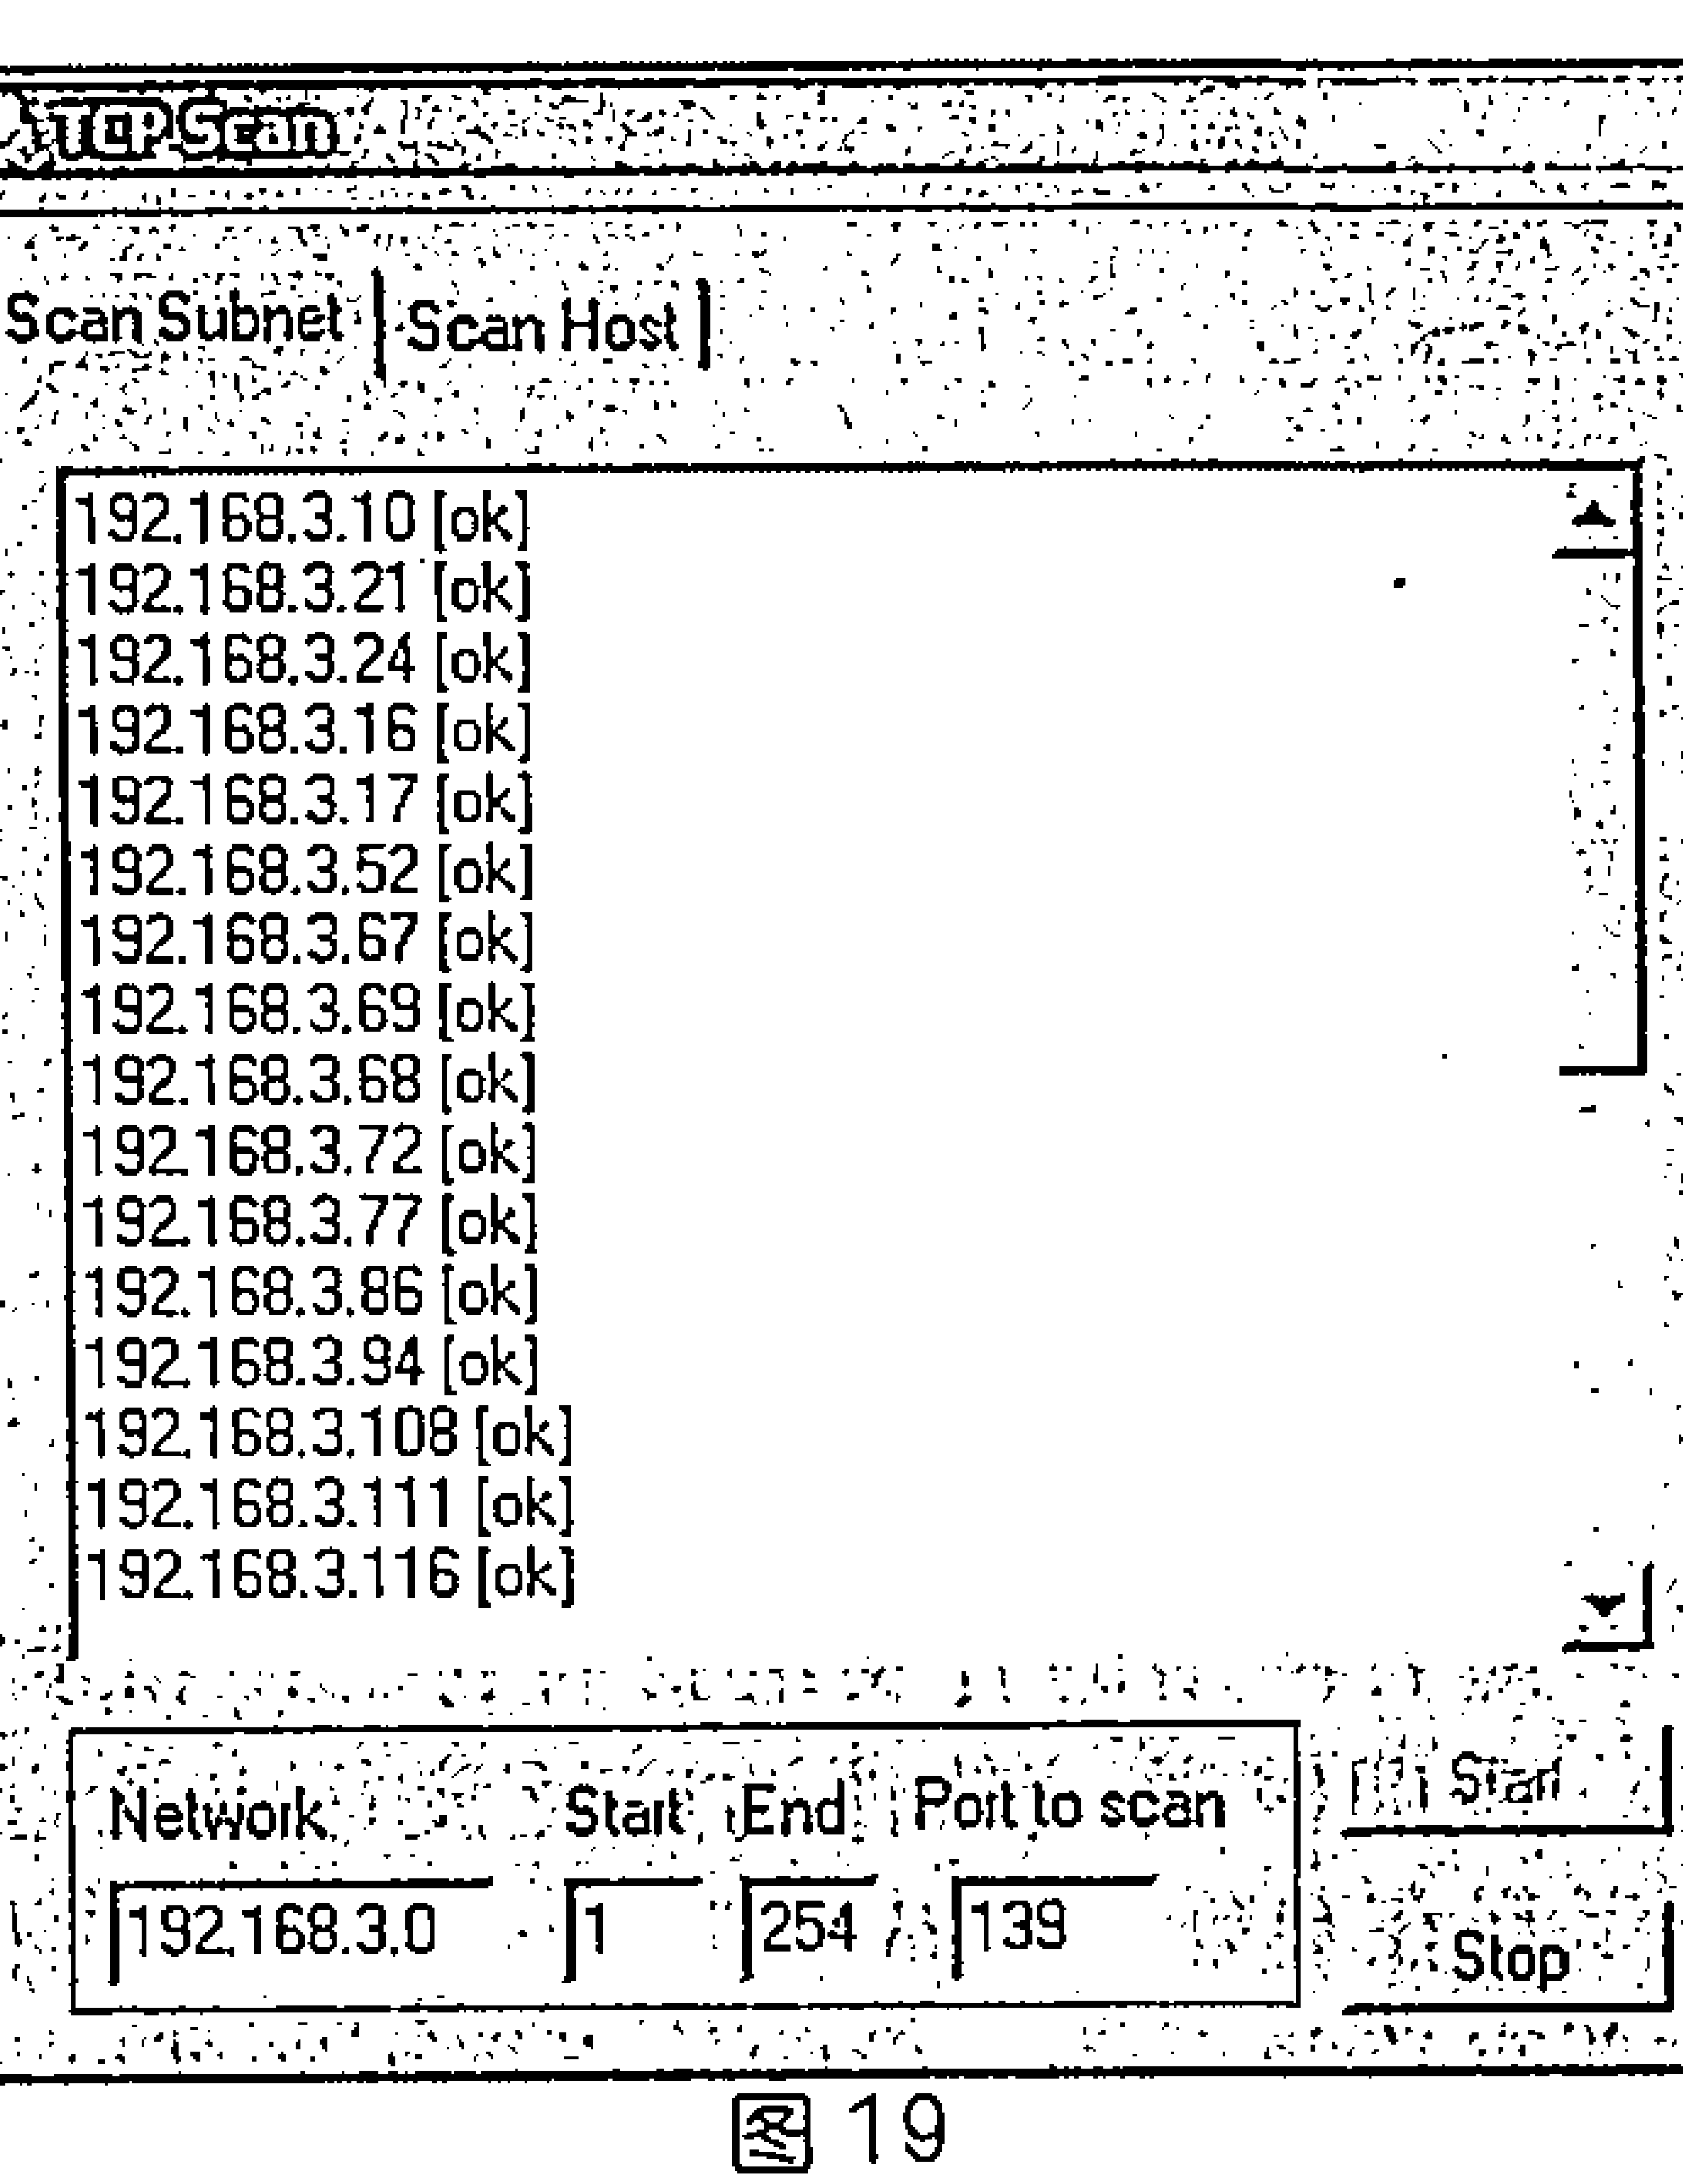 TCP Scan
Scan Subnet Scan Host
192.168.3.10 [ok]
192.168.3.21 [ok]
192.168.3.24 [ok]
192.168.3.16 [ok]
192.168.3.17 [ok]
192.168.3.52 [ok]
192.168.3.67 [ok]
192.168.3.69 [ok]
192.168.3.68 [ok]
192.168.3.72 [ok]
192.168.3.77 [ok]
192.168.3.86 [ok]
192.168.3.94 [ok]
192.168.3.108 [ok]
192.168.3.111 [ok]
192.168.3.116 [ok]
Network Start End Port to scan Start
192.168.3.0 1 254 139 Stop
图 19